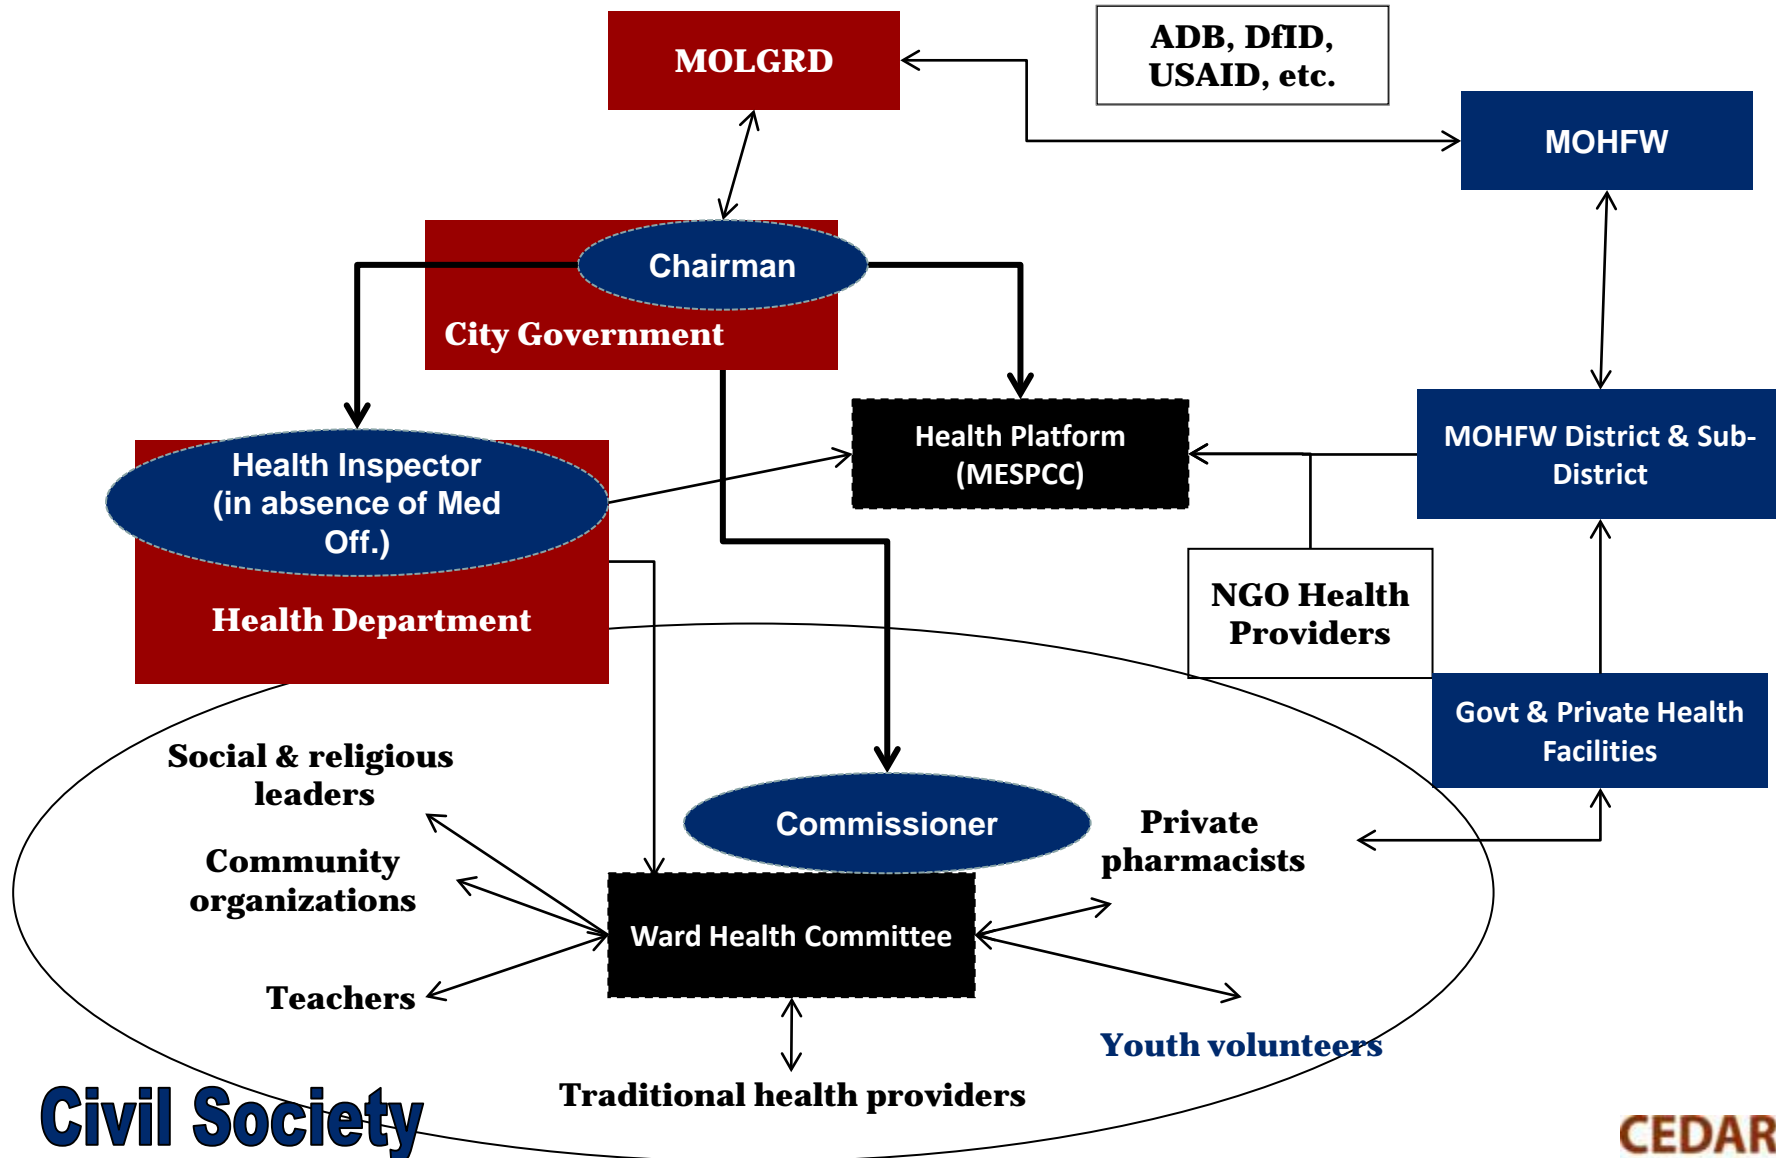 MOLGRD
ADB, DfID,
USAID, etc.
MOHFW
Chairman
City Government
Health Platform
(MESPCC)
MOHFW District & Sub-
District
Health Inspector
(in absence of Med
Off.)
Health Department
NGO Health
Providers
Govt & Private Health
Facilities
Social & religious
leaders
Commissioner
Private
pharmacists
Community
organizations
Ward Health Committee
Teachers
Youth volunteers
Traditional health providers
Civil Society
CEDAR